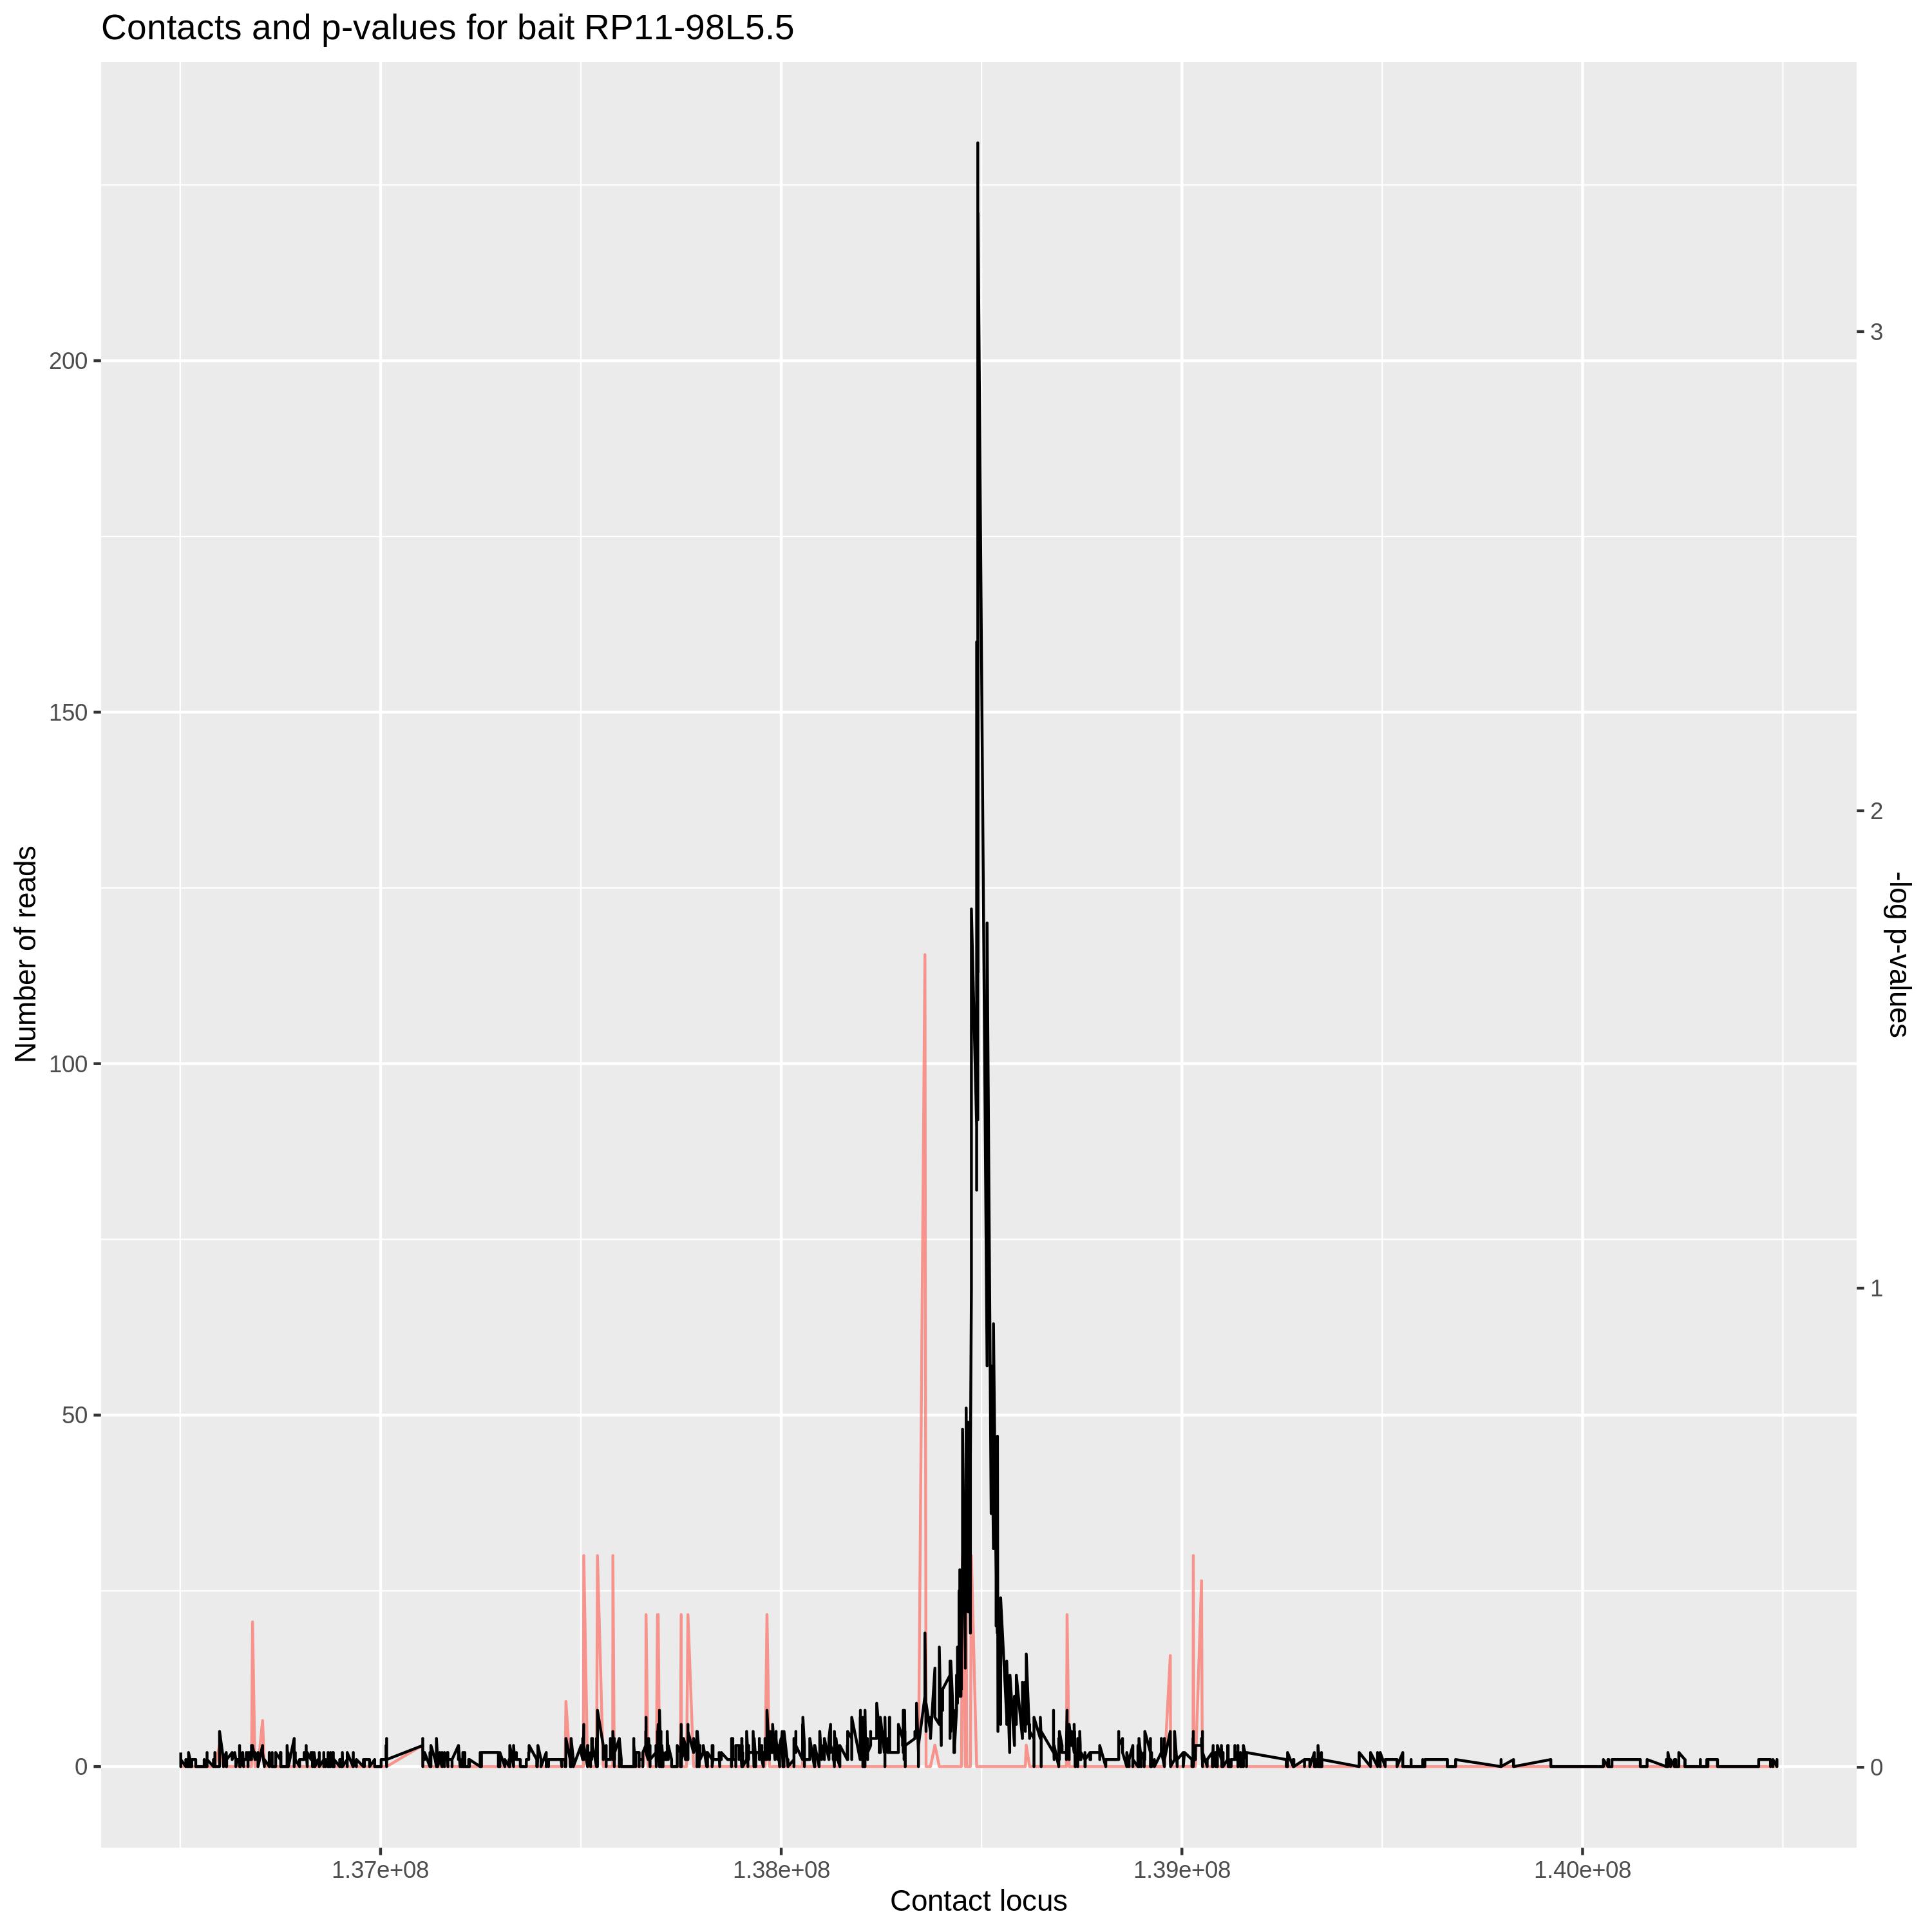 Contacts and p-values for bait RP11-98L5.5
Number of reads
200
150
100
50
0
3
2
1
0
-log p-values
1.37e+08
1.38e+08
1.39e+08
1.40e+08
Contact locus